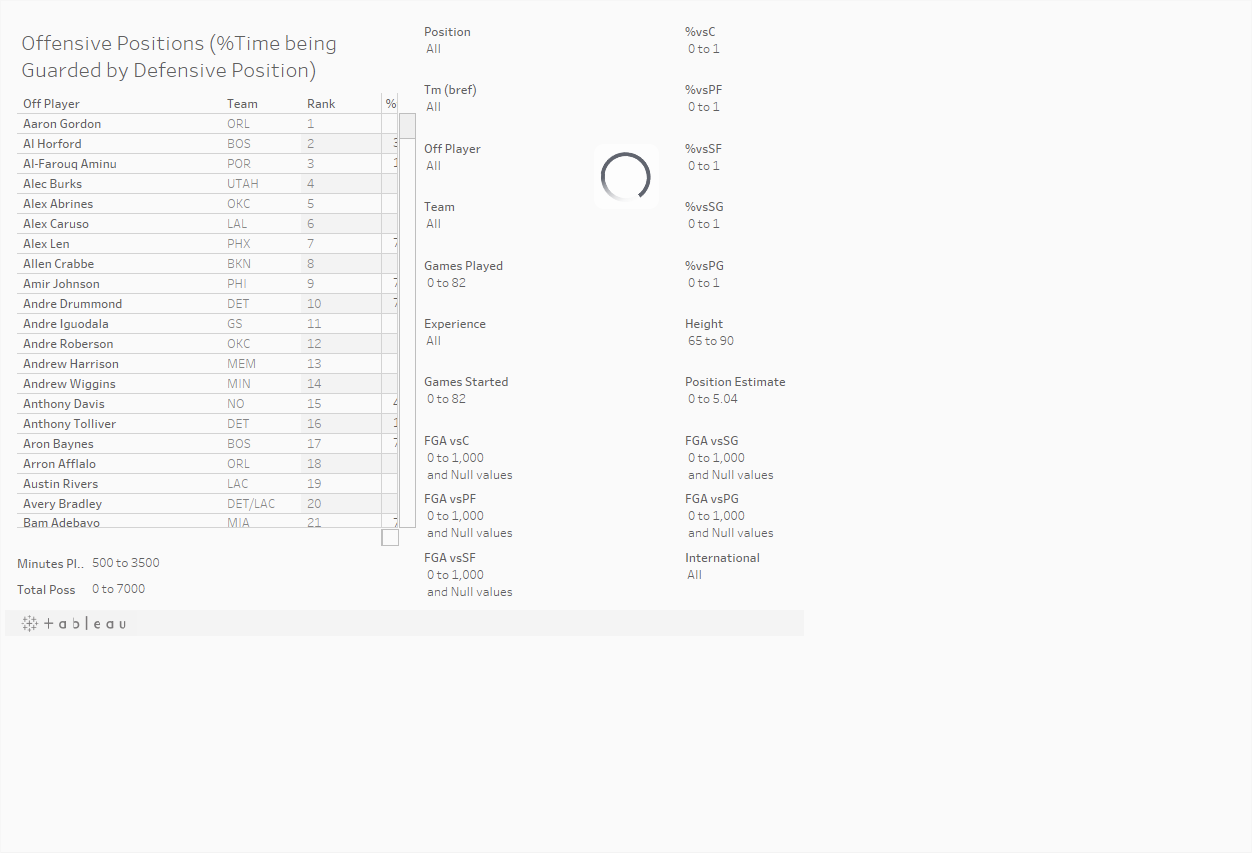 Offensive Positions (%Time being
Guarded by Defensive Position)
Off Player Team Rank %
Aaron Gordon ORL 1
Al Horford BOS 2
Al-Farouq Aminu POR 3
Alec Burks UTAH 4
Alex Abrines OKC 5
Alex Caruso LAL 6
Alex Len PHX 7
Allen Crabbe BKN 8
Amir Johnson PHI 9
Andre Drummond DET 10
Andre Iguodala GS 11
Andre Roberson OKC 12
Andrew Harrison MEM 13
Andrew Wiggins MIN 14
Anthony Davis NO 15
Anthony Tolliver DET 16
Aron Baynes BOS 17
Arron Afflalo ORL 18
Austin Rivers LAC 19
Avery Bradley DET/LAC 20
Bam Adebayo MIA 21
Minutes Pl.. 500 to 3500
Total Poss 0 to 7000
Position
All
Tm (bref)
All
Off Player
All
Team
All
Games Played
0 to 82
Experience
All
Games Started
0 to 82
FGA vsC
0 to 1,000
and Null values
FGA vsPF
0 to 1,000
and Null values
FGA vsSF
0 to 1,000
and Null values
%vsC
0 to 1
%vsPF
0 to 1
%vsSF
0 to 1
%vsSG
0 to 1
%vsPG
0 to 1
Height
65 to 90
Position Estimate
0 to 5.04
FGA vsSG
0 to 1,000
and Null values
FGA vsPG
0 to 1,000
and Null values
International
All
+ableau